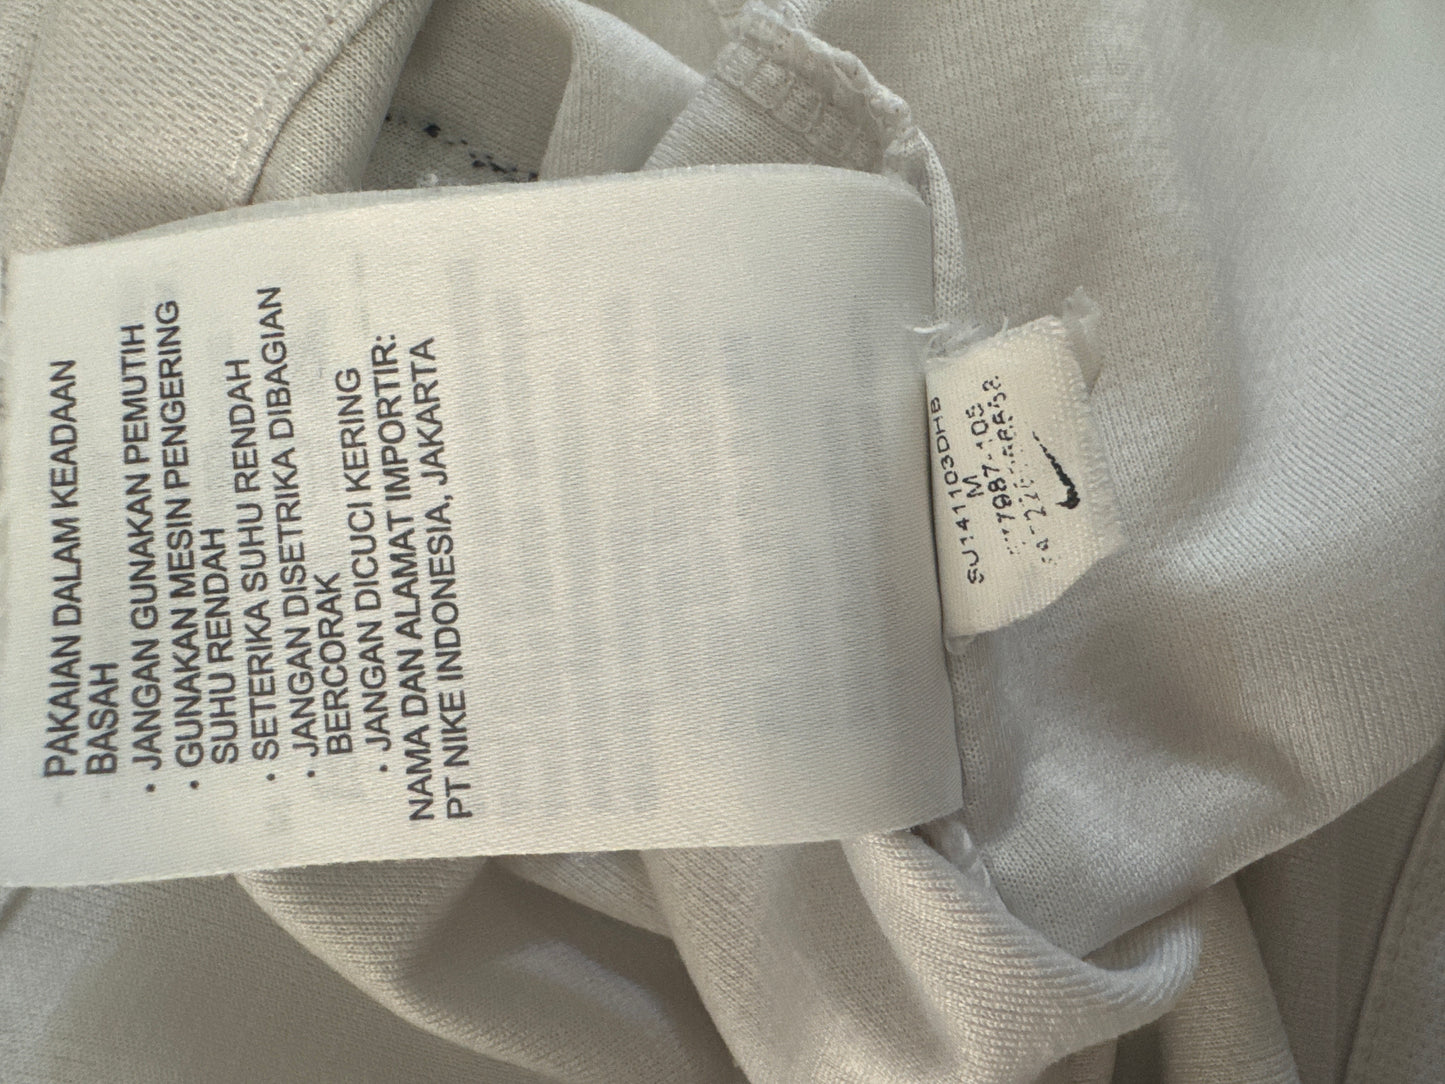 PAKAIAN DALAM KEADAAN
BASAH
• JANGAN GUNAKAN PEMUTIH
• GUNAKAN MESIN PENGERING
SUHU RENDAH
• SETERIKA SUHU RENDAH
• JANGAN DISETRIKA DIBAGIAN
BERCORAK
• JANGAN DICUCI KERING
NAMA DAN ALAMAT IMPORTIR:
PT NIKE INDONESIA, JAKARTA
SU141103DHB
M